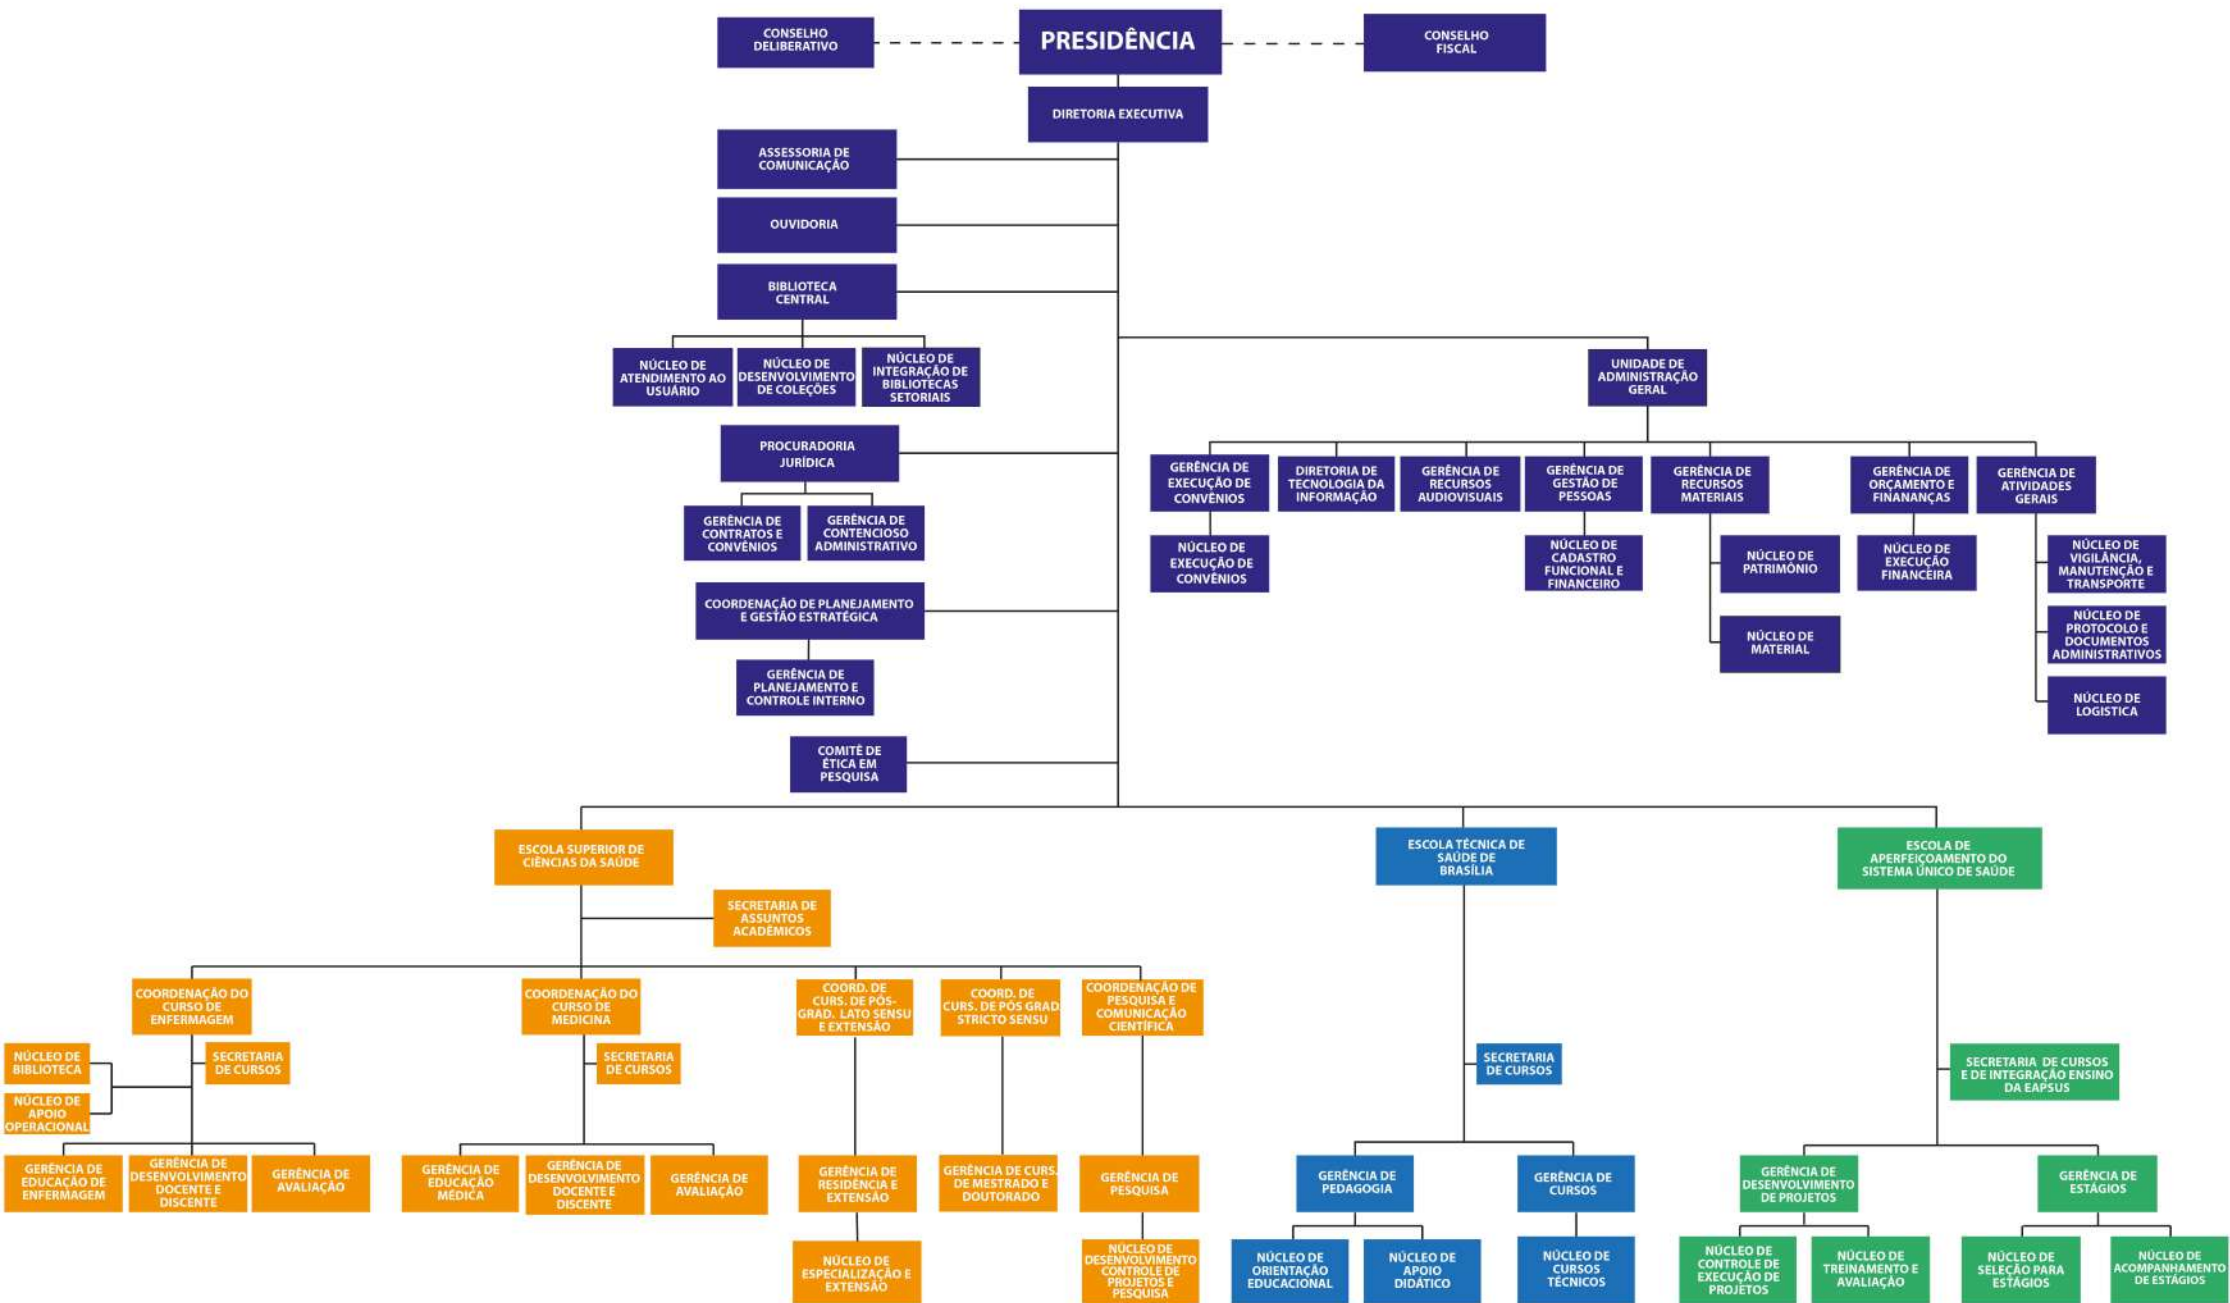 CONSELHO
DELIBERATIVO
PRESIDÊNCIA
CONSELHO
FISCAL
DIRETORIA EXECUTIVA
ASSESSORIA DE
COMUNICAÇÃO
OUVIDORIA
BIBLIOTECA
CENTRAL
NÚCLEO DE
ATENDIMENTO AO
USUÁRIO
NÚCLEO DE
DESENVOLVIMENTO
DE COLEÇÕES
NÚCLEO DE
INTEGRAÇÃO DE
BIBLIOTECAS
SETORIAIS
UNIDADE DE
ADMINISTRAÇÃO
GERAL
PROCURADORIA
JURÍDICA
GERÊNCIA DE
CONTRATOS E
CONVÊNIOS
GERÊNCIA DE
CONTENCIOSO
ADMINISTRATIVO
GERÊNCIA DE
EXECUÇÃO DE
CONVÊNIOS
DIRETORIA DE
TECNOLOGIA DA
INFORMAÇÃO
GERÊNCIA DE
RECURSOS
AUDIOVISUAIS
GERÊNCIA DE
GESTÃO DE
PESSOAS
GERÊNCIA DE
RECURSOS
MATERIAIS
GERÊNCIA DE
ORÇAMENTO E
FINANANÇAS
GERÊNCIA DE
ATIVIDADES
GERAIS
NÚCLEO DE
EXECUÇÃO DE
CONVÊNIOS
NÚCLEO DE
CADASTRO
FUNCIONAL E
FINANCEIRO
NÚCLEO DE
PATRIMÔNIO
NÚCLEO DE
MATERIAL
NÚCLEO DE
EXECUÇÃO
FINANCEIRA
NÚCLEO DE
VIGILÂNCIA,
MANUTENÇÃO E
TRANSPORTE
NÚCLEO DE
PROTOCOLO E
DOCUMENTOS
ADMINISTRATIVOS
NÚCLEO DE
LOGISTICA
COORDENAÇÃO DE PLANEJAMENTO
E GESTÃO ESTRATÉGICA
GERÊNCIA DE
PLANEJAMENTO E
CONTROLE INTERNO
COMITÊ DE
ÉTICA EM
PESQUISA
ESCOLA SUPERIOR DE
CIÊNCIAS DA SAÚDE
ESCOLA TÉCNICA DE
SAÚDE DE
BRASÍLIA
ESCOLA DE
APERFEIÇOAMENTO DO
SISTEMA ÚNICO DE SAÚDE
SECRETARIA DE
ASSUNTOS
ACADÊMICOS
COORDENAÇÃO DO
CURSO DE
ENFERMAGEM
COORDENAÇÃO DO
CURSO DE
MEDICINA
COORD. DE
CURS. DE PÓS-
GRAD. LATO SENSU
E EXTENSÃO
COORD. DE
CURS. DE PÓS GRAD.
STRICTO SENSU
COORDENAÇÃO DE
PESQUISA E
COMUNICAÇÃO
CIENTÍFICA
NÚCLEO DE
BIBLIOTECA
SECRETARIA
DE CURSOS
NÚCLEO DE
APOIO
OPERACIONAL
SECRETARIA
DE CURSOS
SECRETARIA
DE CURSOS
SECRETARIA DE CURSOS
E DE INTEGRAÇÃO ENSINO
DA EAPSUS
GERÊNCIA DE
EDUCAÇÃO DE
ENFERMAGEM
GERÊNCIA DE
DESENVOLVIMENTO
DOCENTE E
DISCENTE
GERÊNCIA DE
AVALIAÇÃO
GERÊNCIA DE
EDUCAÇÃO
MÉDICA
GERÊNCIA DE
DESENVOLVIMENTO
DOCENTE E
DISCENTE
GERÊNCIA DE
AVALIAÇÃO
GERÊNCIA DE
RESIDÊNCIA E
EXTENSÃO
GERÊNCIA DE CURS.
DE MESTRADO E
DOUTORADO
GERÊNCIA DE
PESQUISA
GERÊNCIA DE
PEDAGOGIA
GERÊNCIA DE
CURSOS
GERÊNCIA DE
DESENVOLVIMENTO
DE PROJETOS
GERÊNCIA DE
ESTÁGIOS
NÚCLEO DE
ESPECIALIZAÇÃO E
EXTENSÃO
NÚCLEO DE
DESENVOLVIMENTO
CONTROLE DE
PROJETOS E
PESQUISA
NÚCLEO DE
ORIENTAÇÃO
EDUCACIONAL
NÚCLEO DE
APOIO
DIDÁTICO
NÚCLEO DE
CURSOS
TÉCNICOS
NÚCLEO DE
CONTROLE DE
EXECUÇÃO DE
PROJETOS
NÚCLEO DE
TREINAMENTO E
AVALIAÇÃO
NÚCLEO DE
SELEÇÃO PARA
ESTÁGIOS
NÚCLEO DE
ACOMPANHAMENTO
DE ESTÁGIOS